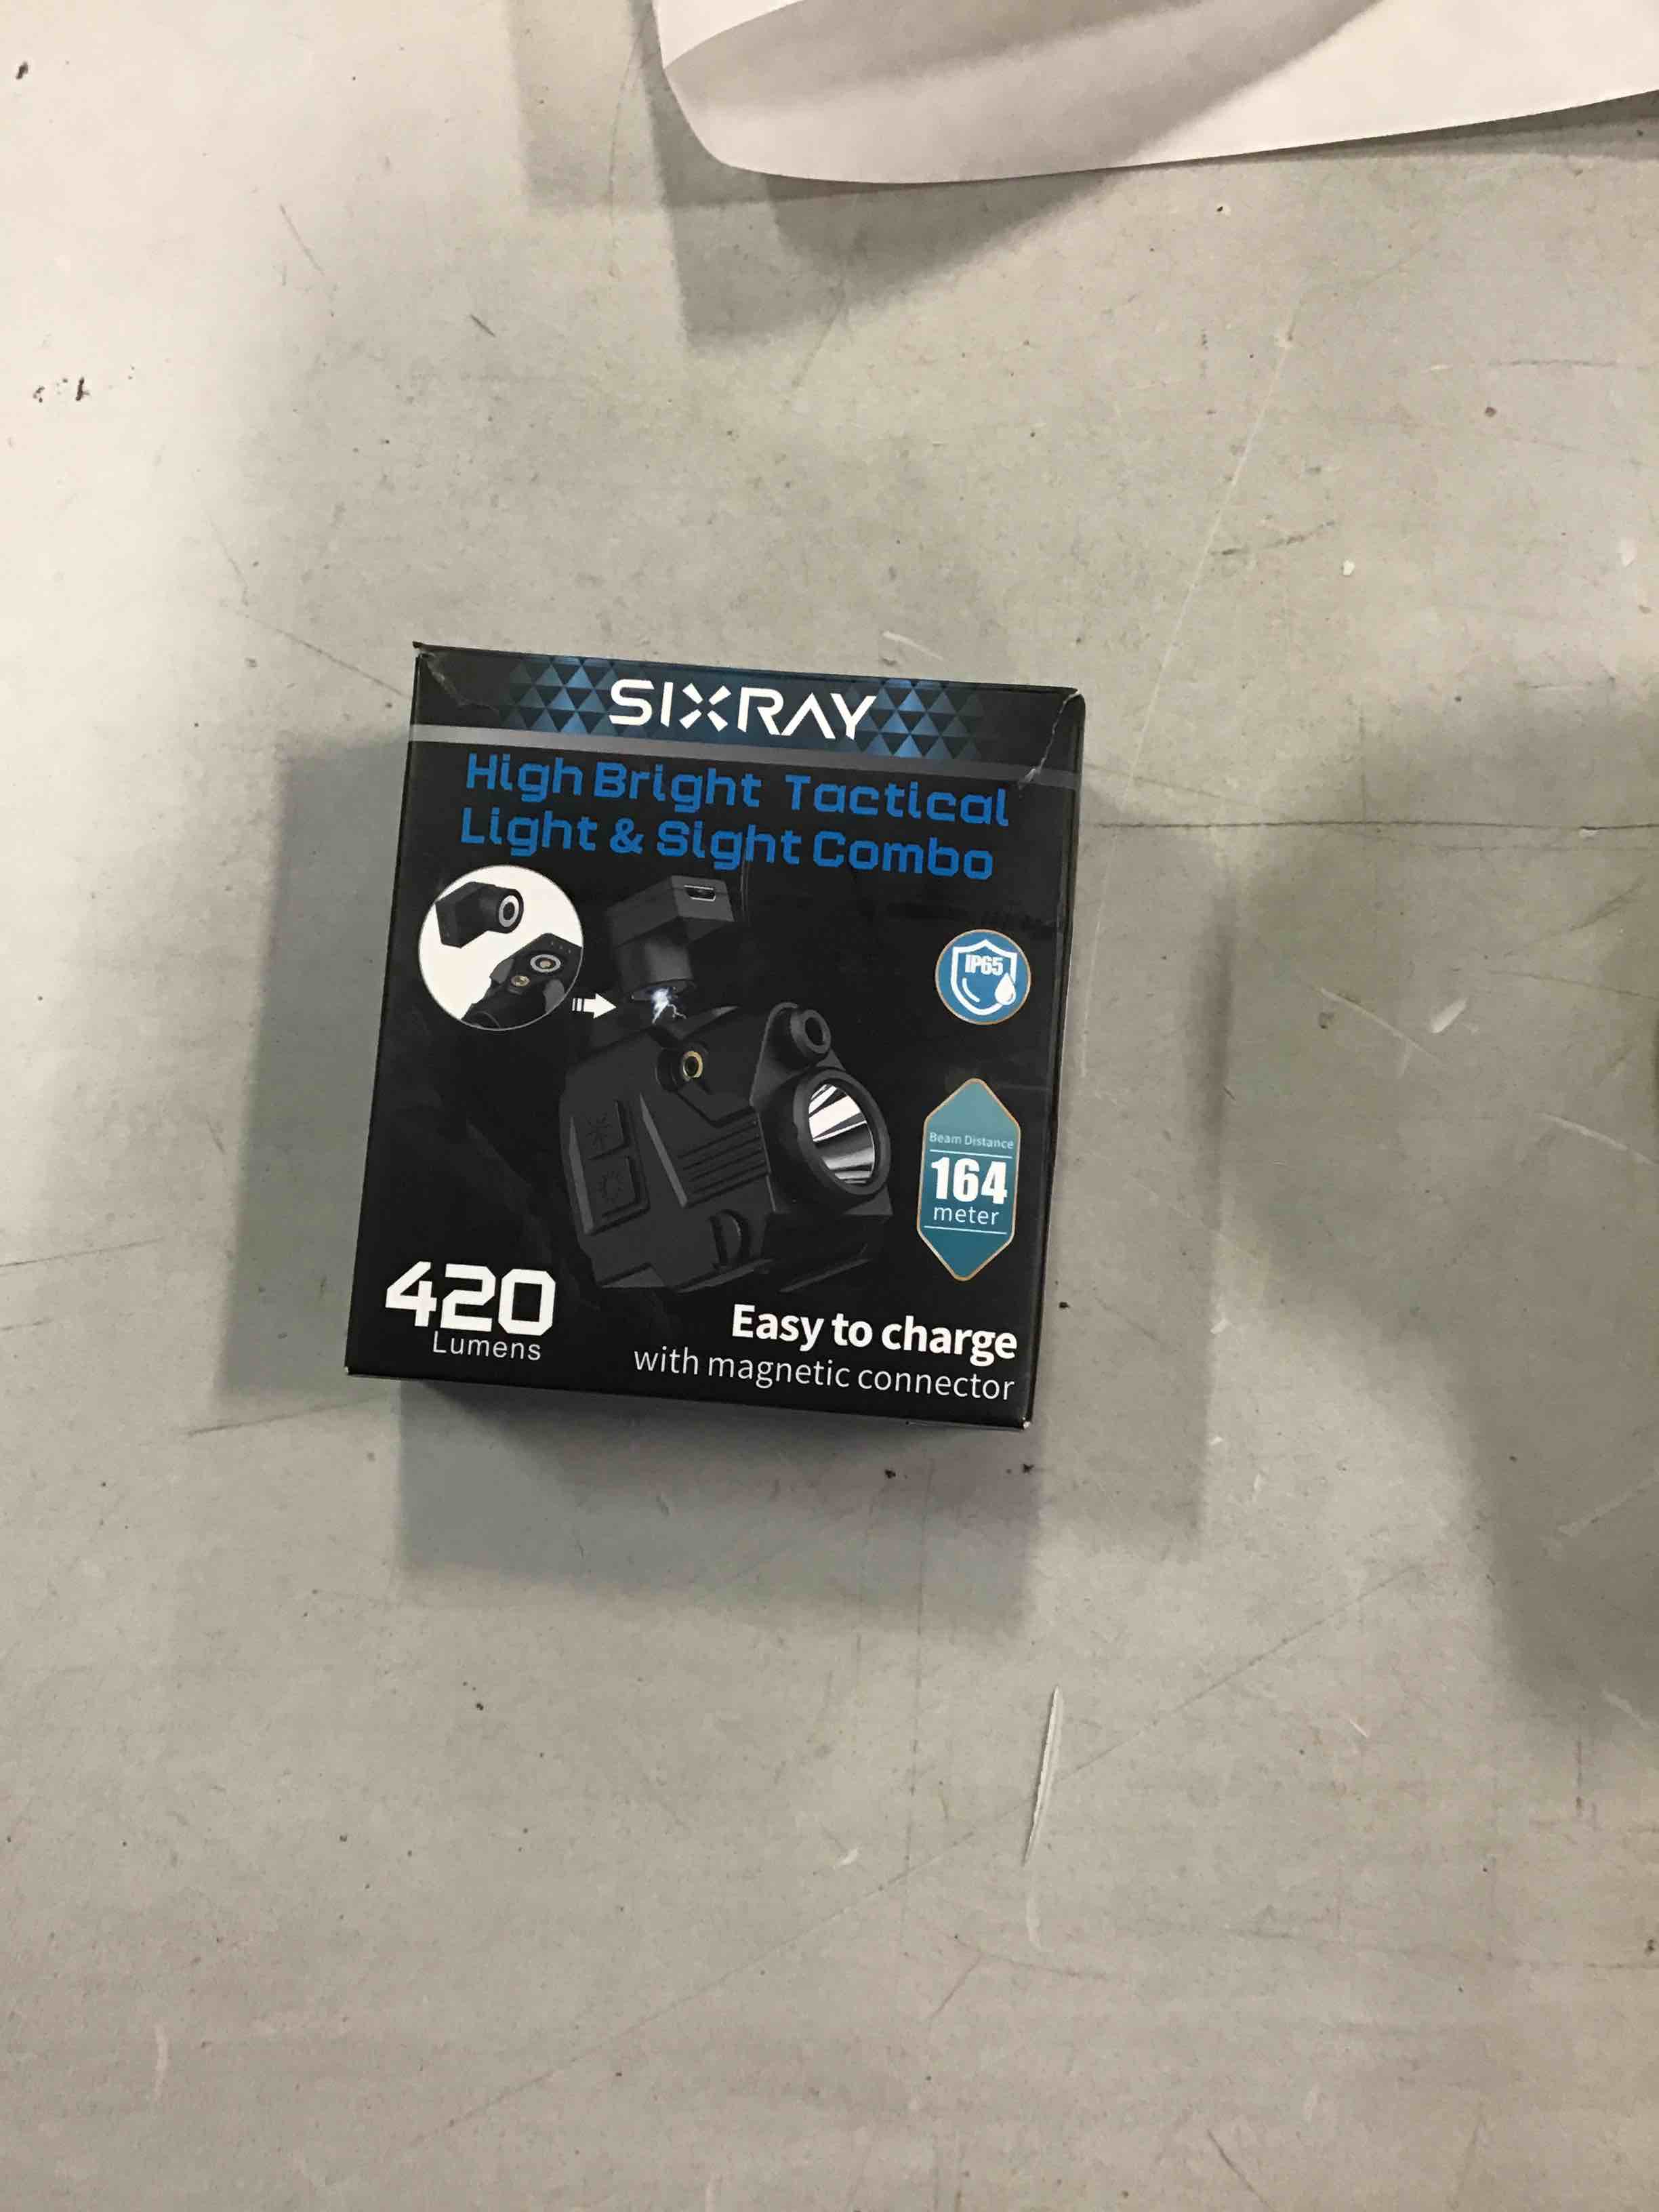 SIXRAY
High Bright Tactical
Light & Sight Combo
IP65
Beam Distance
164
meter
420
Lumens
Easy to charge
with magnetic connector